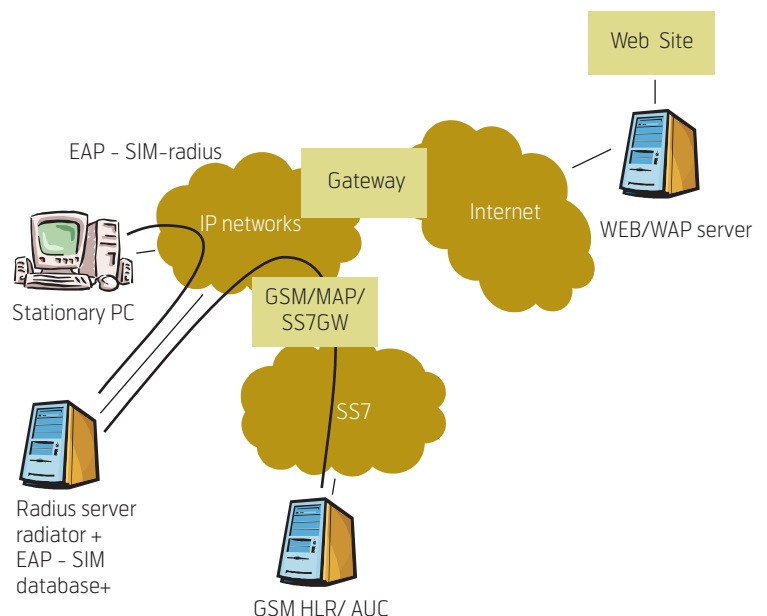 Web Site
EAP - SIM-radius
Gateway
IP networks
Internet
WEB/WAP server
Stationary PC
GSM/MAP/
SS7GW
SS7
Radius server
radiator +
EAP - SIM
database+
GSM HLR/ AUC